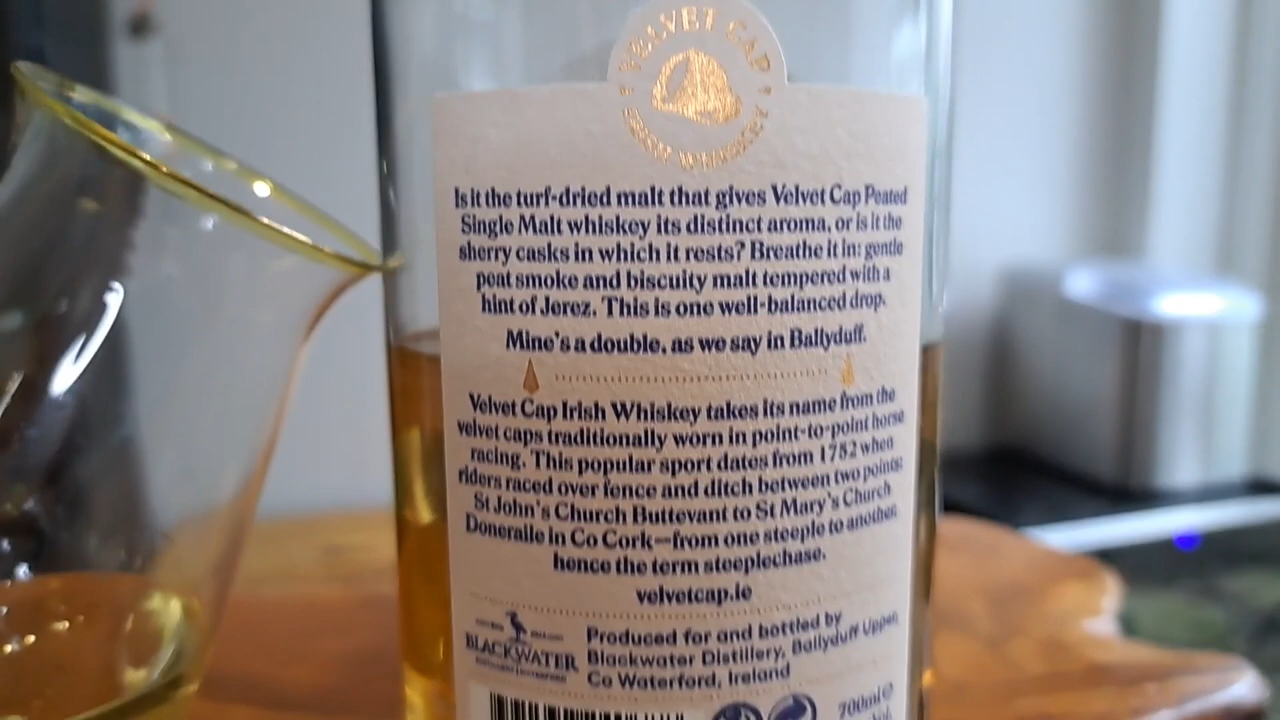 VELVET CAP
IRISH WHISKEY
Is it the turf-dried malt that gives Velvet Cap Peated
Single Malt whiskey its distinct aroma, or is it the
sherry casks in which it rests? Breathe it in: gentle
peat smoke and biscuity malt tempered with a
hint of Jerez. This is one well-balanced drop.
Mine's a double, as we say in Ballyduff.
Velvet Cap Irish Whiskey takes its name from the
velvet caps traditionally worn in point-to-point horse
racing. This popular sport dates from 1752 when
riders raced over fence and ditch between two points:
St John's Church Buttevant to St Mary's Church
Doneraile in Co Cork—from one steeple to another,
hence the term steeplechase.
velvetcap.ie
BLACKWATER
Produced for and bottled by
Blackwater Distillery, Ballyduff Upper,
Co Waterford, Ireland
700ml e